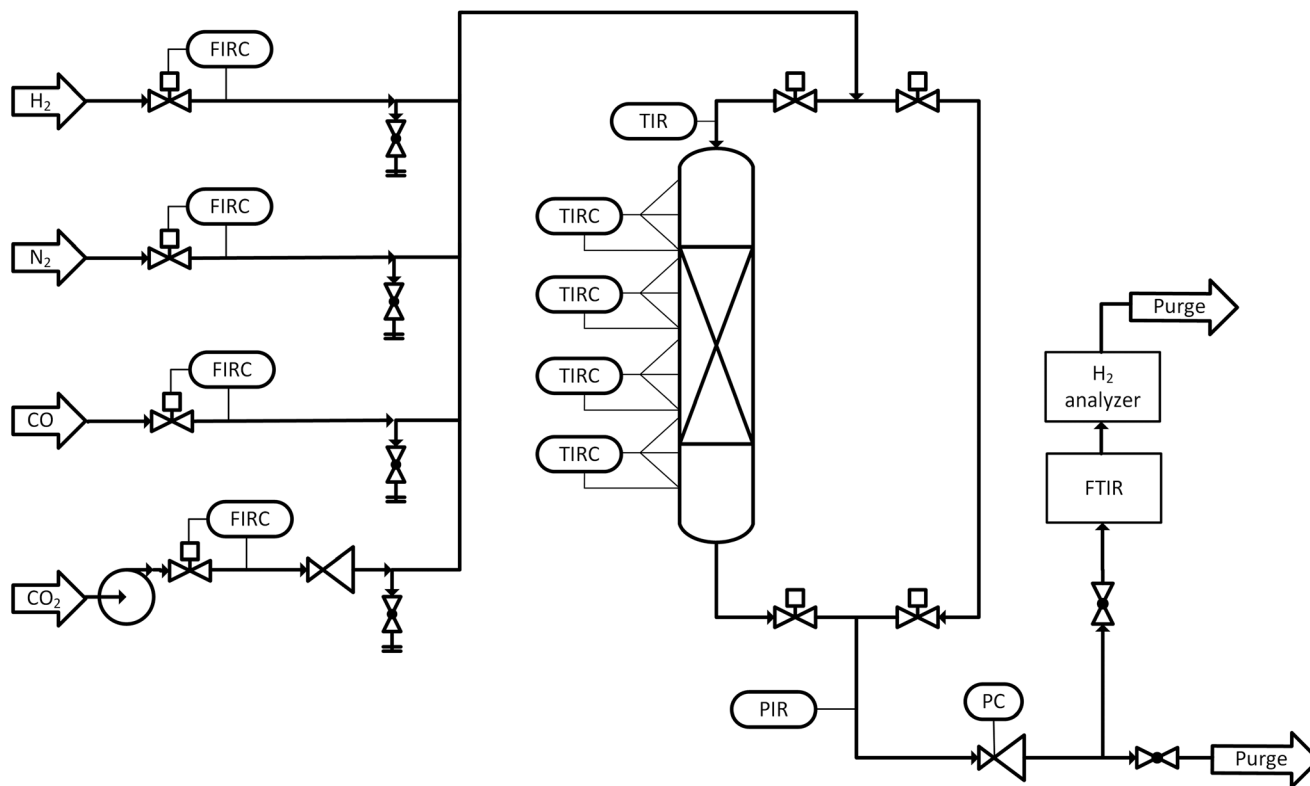 FIRC
H₂
TIR
FIRC
TIRC
N₂
TIRC
Purge
FIRC
TIRC
H₂
analyzer
CO
TIRC
FTIR
FIRC
CO₂
PIR
PC
Purge